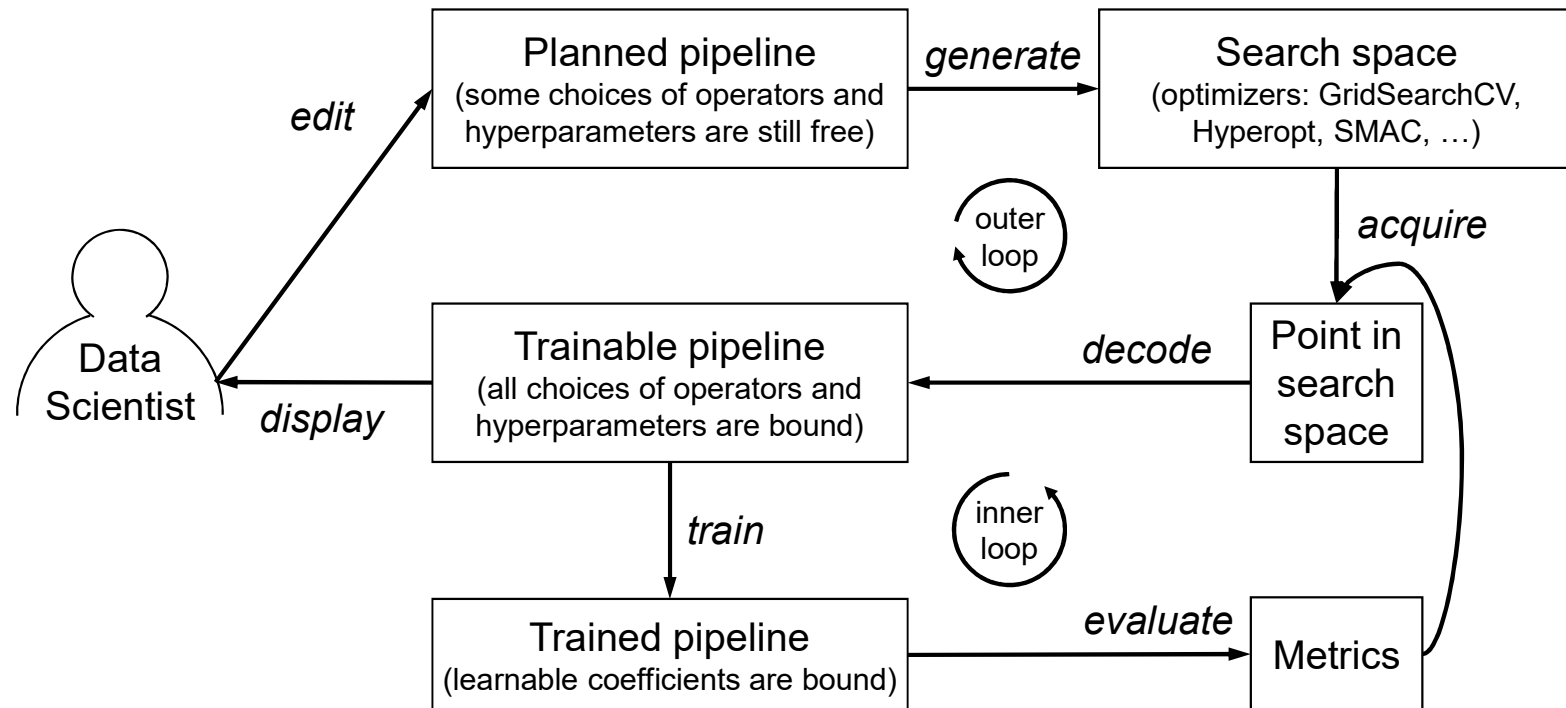 Planned pipeline
(some choices of operators and
hyperparameters are still free)
generate
Search space
(optimizers: GridSearchCV,
Hyperopt, SMAC, …)
edit
outer
loop
acquire
Data
Scientist
display
Trainable pipeline
(all choices of operators and
hyperparameters are bound)
decode
Point in
search
space
train
inner
loop
Trained pipeline
(learnable coefficients are bound)
evaluate
Metrics